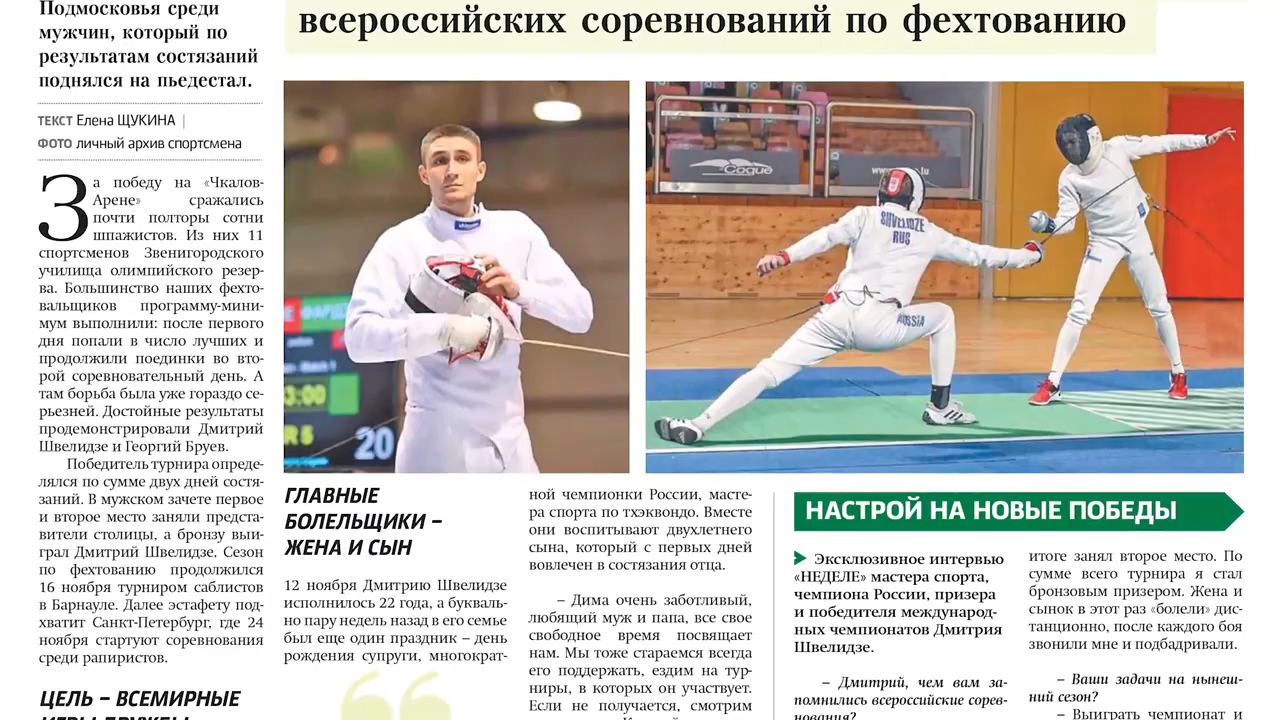 Подмосковья среди
мужчин, который по
результатам состязаний
поднялся на пьедестал.
ТЕКСТ Елена ЩУКИНА |
ФОТО личный архив спортсмена
За победу на «Чкалов-
Арене» сражались
почти полторы сотни
шпажистов. Из них 11
спортсменов Звенигородского
училища олимпийского резер-
ва. Большинство наших фехто-
вальщиков программу-мини-
мум выполнили: после первого
дня попали в число лучших и
продолжили поединки во вто-
рой соревновательный день. А
там борьба была уже гораздо се-
рьезней. Достойные результаты
продемонстрировали Дмитрий
Швелидзе и Георгий Бруев.
Победитель турнира опреде-
лялся по сумме двух дней состя-
заний. В мужском зачете первое
и второе место заняли предста-
вители столицы, а бронзу выи-
грал Дмитрий Швелидзе. Сезон
по фехтованию продолжился
16 ноября турниром саблистов
в Барнауле. Далее эстафету под-
хватит Санкт-Петербург, где 24
ноября стартуют соревнования
среди рапиристов.
ЦЕЛЬ – ВСЕМИРНЫЕ
ИГРЫ ДРУЖБЫ
всероссийских соревнований по фехтованию
3:00
20
Coque
.lu
SHVELIDZE
RUS
RUSSIA
ГЛАВНЫЕ
БОЛЕЛЬЩИКИ –
ЖЕНА И СЫН
12 ноября Дмитрию Швелидзе
исполнилось 22 года, а букваль-
но пару недель назад в его семье
был еще один праздник – день
рождения супруги, многократ-
ной чемпионки России, масте-
ра спорта по тхэквондо. Вместе
они воспитывают двухлетнего
сына, который с первых дней
вовлечен в состязания отца.
– Дима очень заботливый,
любящий муж и папа, все свое
свободное время посвящает
нам. Мы тоже стараемся всегда
его поддержать, ездим на тур-
ниры, в которых он участвует.
Если не получается, смотрим
НАСТРОЙ НА НОВЫЕ ПОБЕДЫ
Эксклюзивное интервью
«НЕДЕЛЕ» мастера спорта,
чемпиона России, призера
и победителя международ-
ных чемпионатов Дмитрия
Швелидзе.
– Дмитрий, чем вам за-
помнились всероссийские сорев-
нования?
итоге занял второе место. По
сумме всего турнира я стал
бронзовым призером. Жена и
сынок в этот раз «болели» дис-
танционно, после каждого боя
звонили мне и подбадривали.
– Ваши задачи на нынеш-
ний сезон?
– Выиграть чемпионат и